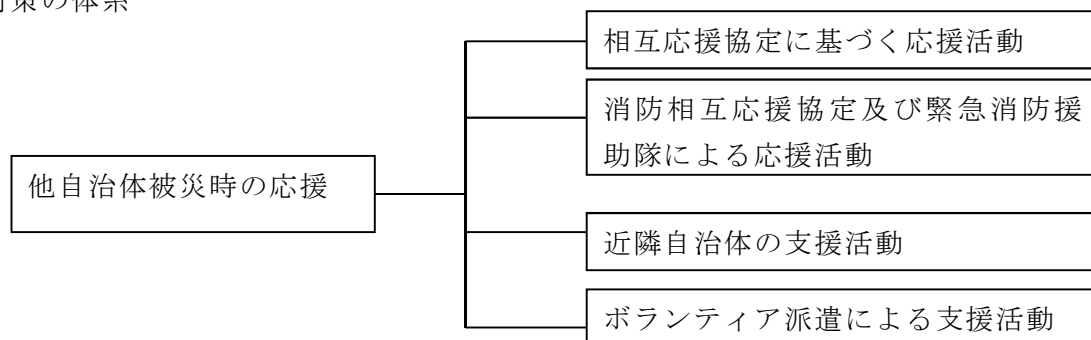 対策の体系
相互応援協定に基づく応援活動
消防相互応援協定及び緊急消防援
助隊による応援活動
他自治体被災時の応援
近隣自治体の支援活動
ボランティア派遣による支援活動